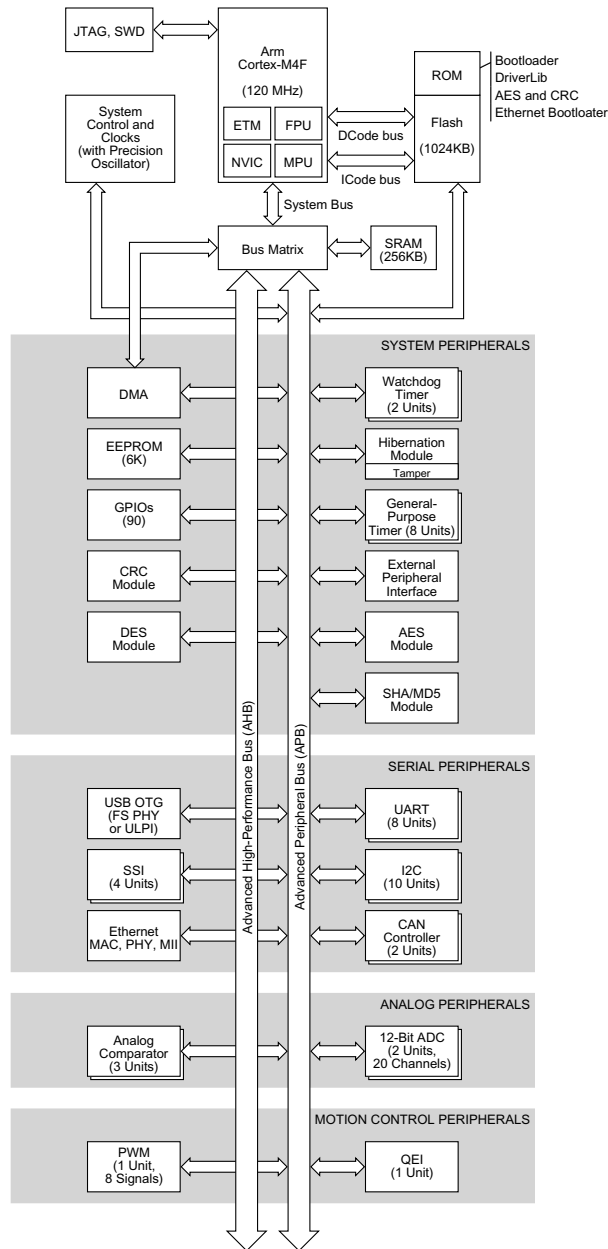 JTAG, SWD
Arm
Cortex-M4F
(120 MHz)
ETM
FPU
NVIC
MPU
ROM
Flash
(1024KB)
Bootloader
DriverLib
AES and CRC
Ethernet Bootloater
DCode bus
ICode bus
System Control and
Clocks
(with Precision
Oscillator)
System Bus
Bus Matrix
SRAM
(256KB)
SYSTEM PERIPHERALS
DMA
Watchdog
Timer
(2 Units)
EEPROM
(6K)
Hibernation
Module
Tamper
GPIOs
(90)
General-
Purpose
Timer (8 Units)
CRC
Module
External
Peripheral
Interface
DES
Module
AES
Module
SHA/MD5
Module
Advanced High-Performance Bus (AHB)
Advanced Peripheral Bus (APB)
SERIAL PERIPHERALS
USB OTG
(FS PHY
or ULPI)
UART
(8 Units)
SSI
(4 Units)
I2C
(10 Units)
Ethernet
MAC, PHY, MII
CAN
Controller
(2 Units)
ANALOG PERIPHERALS
Analog
Comparator
(3 Units)
12-Bit ADC
(2 Units,
20 Channels)
MOTION CONTROL PERIPHERALS
PWM
(1 Unit,
8 Signals)
QEI
(1 Unit)